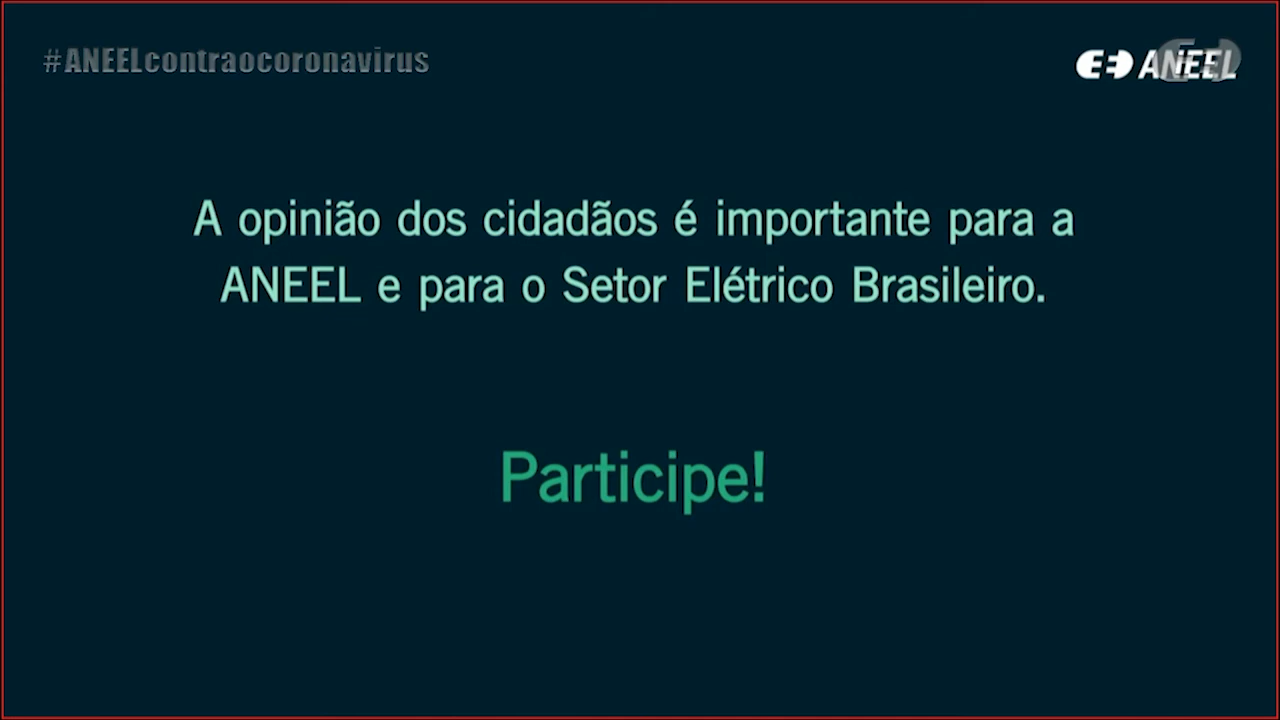 #ANEELcontraocoronavirus
ANEEL
A opinião dos cidadãos é importante para a
ANEEL e para o Setor Elétrico Brasileiro.
Participe!